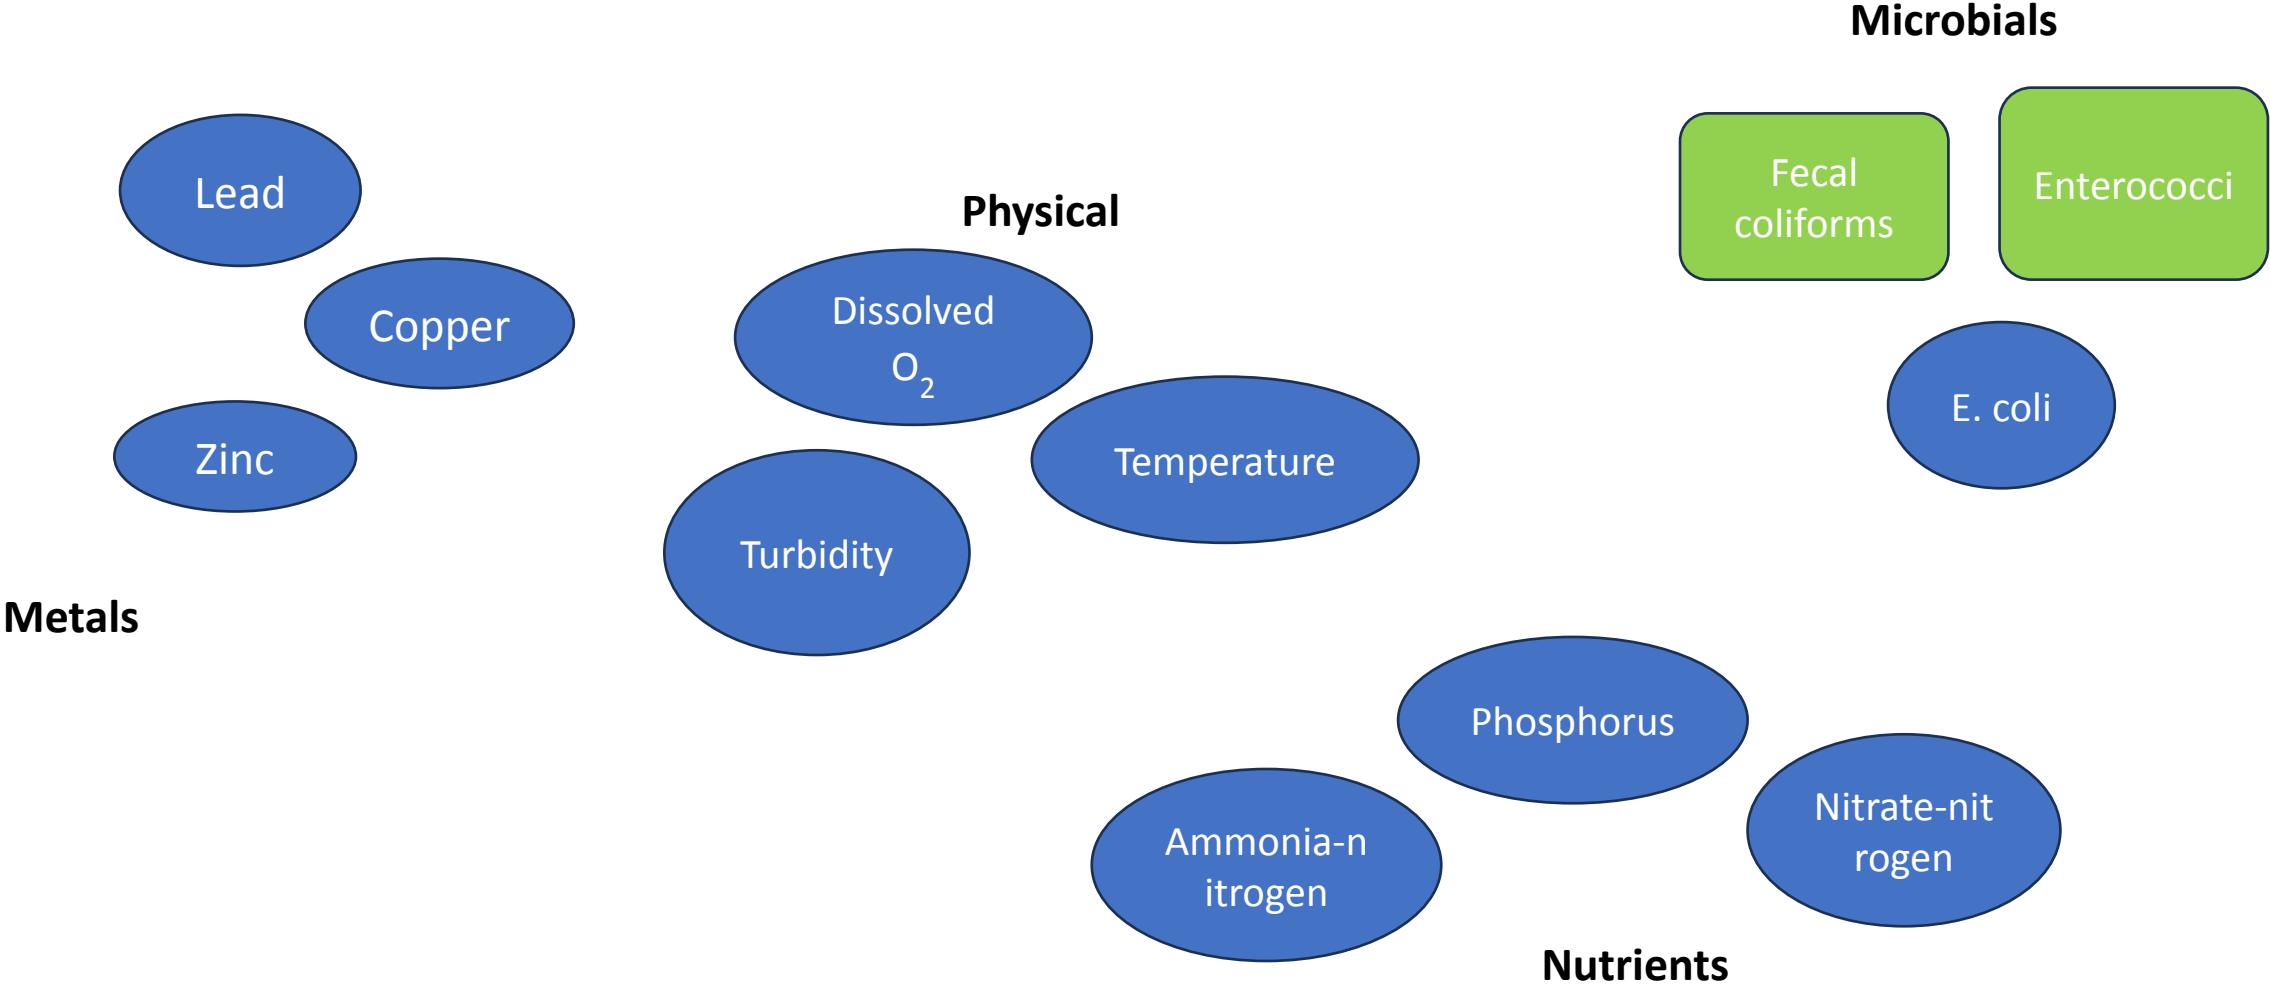 Microbials
Lead
Fecal
coliforms
Enterococci
Physical
Copper
Dissolved
O2
E. coli
Zinc
Temperature
Turbidity
Metals
Phosphorus
Nitrate-nit
rogen
Ammonia-n
itrogen
Nutrients